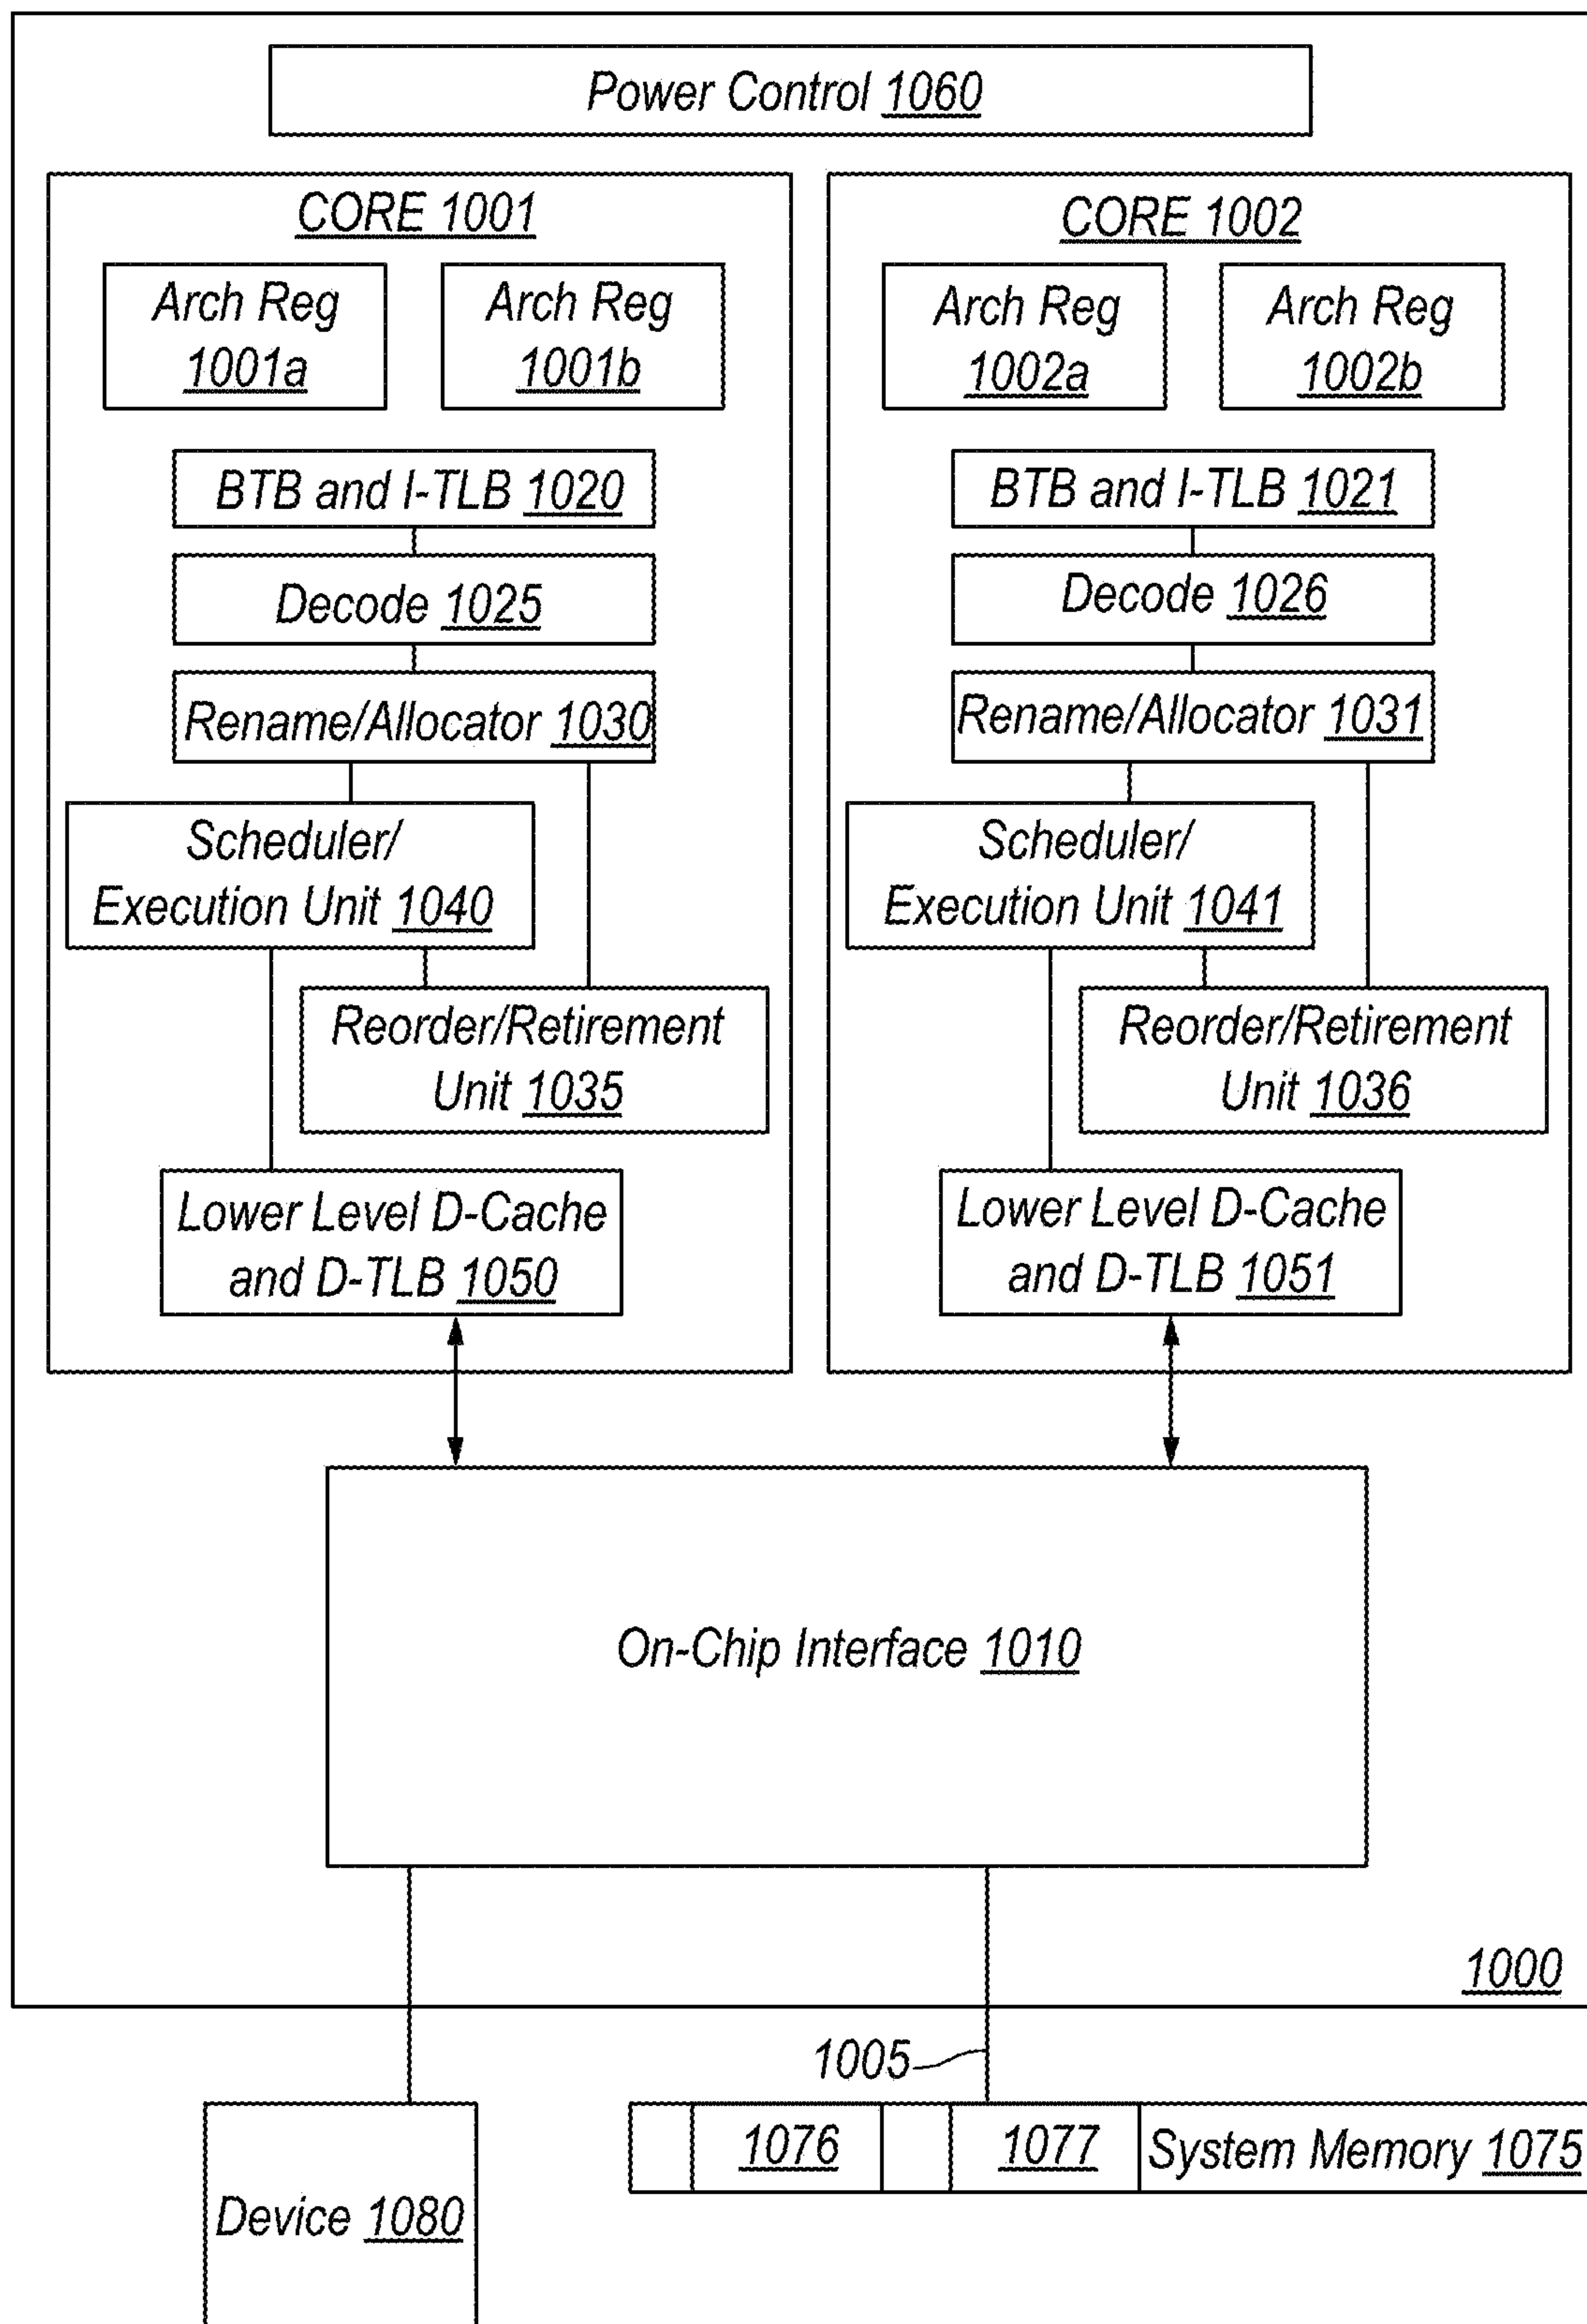 Power Control 1060
CORE 1001
Arch Reg
1001a
Arch Reg
1001b
BTB and I-TLB 1020
Decode 1025
Rename/Allocator 1030
Scheduler/
Execution Unit 1040
Reorder/Retirement
Unit 1035
Lower Level D-Cache
and D-TLB 1050
CORE 1002
Arch Reg
1002a
Arch Reg
1002b
BTB and I-TLB 1021
Decode 1026
Rename/Allocator 1031
Scheduler/
Execution Unit 1041
Reorder/Retirement
Unit 1036
Lower Level D-Cache
and D-TLB 1051
On-Chip Interface 1010
1000
1005
1076
1077
System Memory 1075
Device 1080